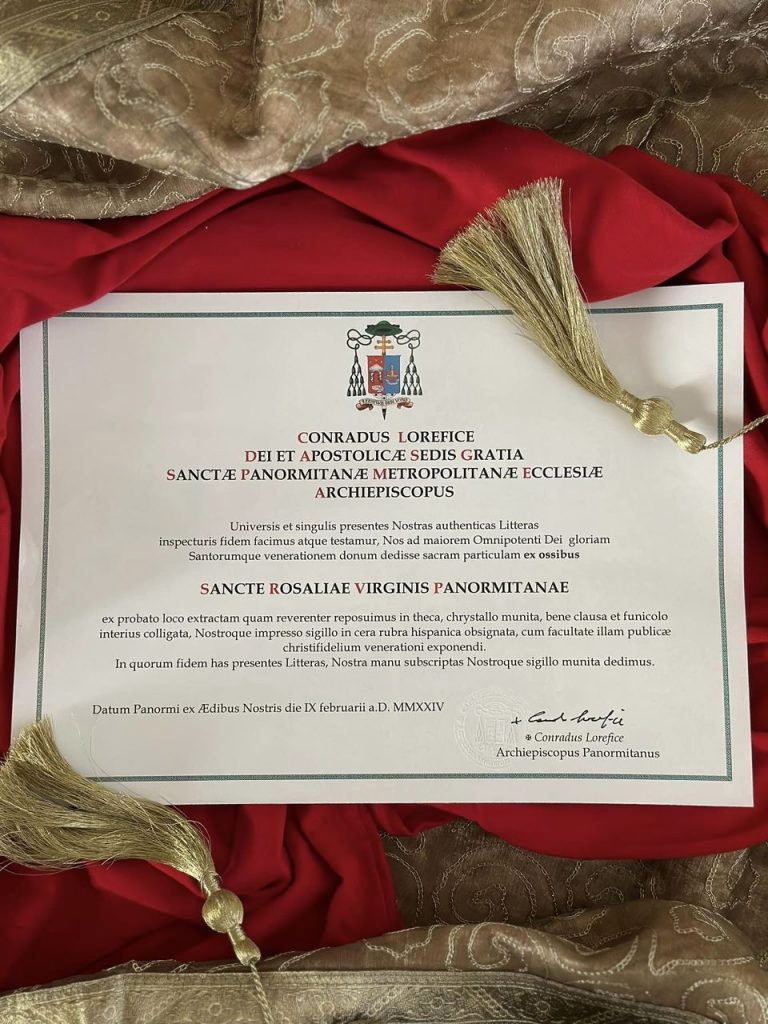 CONRADUS LOREFICE
DEI ET APOSTOLICÆ SEDIS GRATIA
SANCTÆ PANORMITANÆ METROPOLITANÆ ECCLESIÆ
ARCHIEPISCOPUS
Universis et singulis presentes Nostras authenticas Litteras
inspecturis fidem facimus atque testamur, Nos ad maiorem Omnipotenti Dei gloriam
Santorumque venerationem donum dedisse sacram particulam ex ossibus
SANCTE ROSALIAE VIRGINIS PANORMITANAE
ex probato loco extractam quam reverenter reposuimus in theca, chrystallo munita, bene clausa et funicolo
interius colligata, Nostroque impresso sigillo in cera rubra hispanica obsignata, cum facultate illam publicæ
christifidelium venerationi exponendi.
In quorum fidem has presentes Litteras, Nostra manu subscriptas Nostroque sigillo munita dedimus.
Datum Panormi ex Ædibus Nostris die IX februarii a.D. MMXXIV
✠ Conradus Lorefice
Archiepiscopus Panormitanus